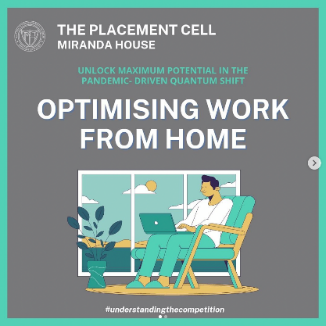 THE PLACEMENT CELL
MIRANDA HOUSE
UNLOCK MAXIMUM POTENTIAL IN THE
PANDEMIC- DRIVEN QUANTUM SHIFT
OPTIMISING WORK
FROM HOME
#understandingthecompetition